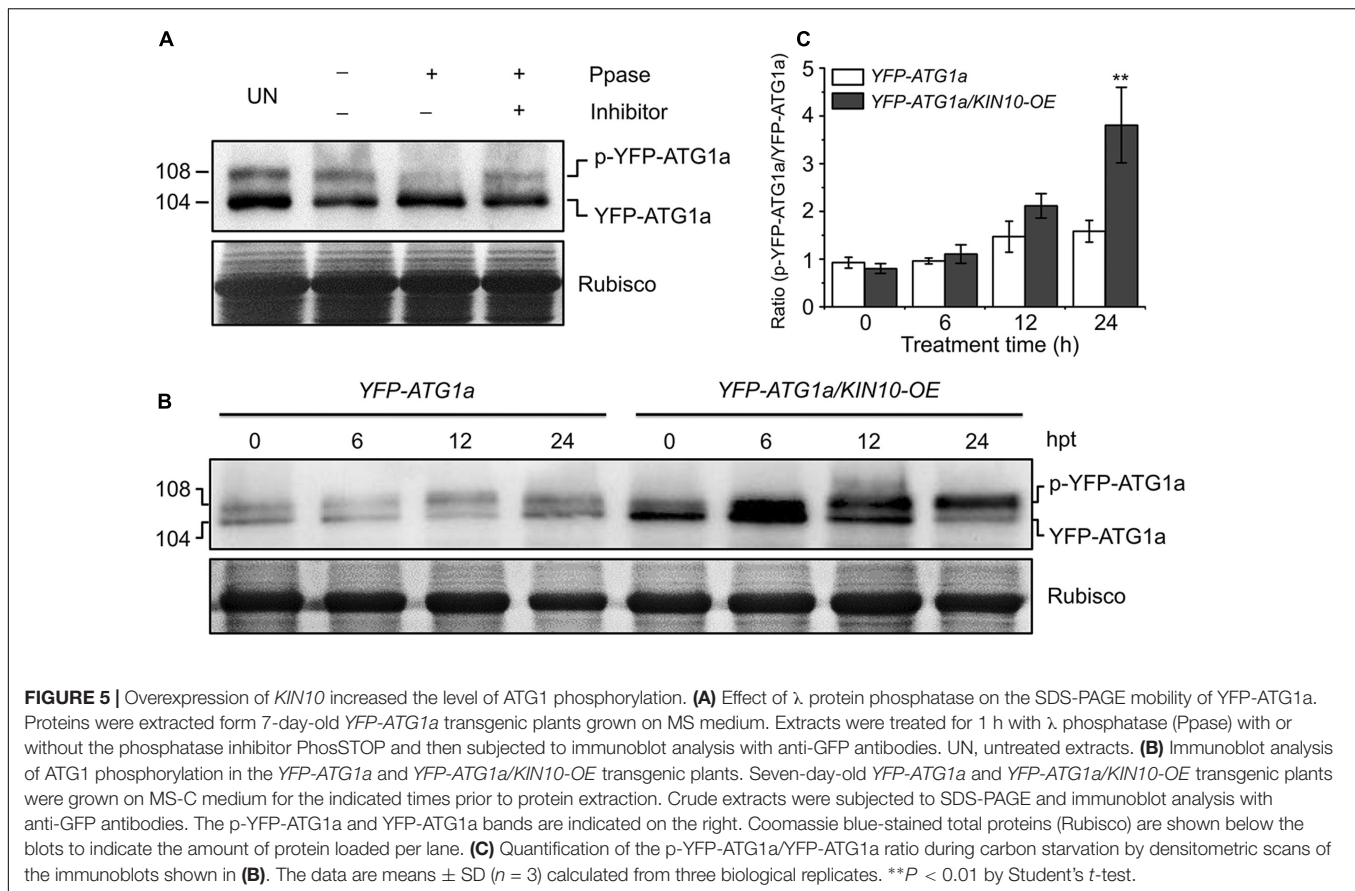 A
UN – + + Ppase
– – + Inhibitor
108
104
p-YFP-ATG1a
YFP-ATG1a
Rubisco
C
Ratio (p-YFP-ATG1a/YFP-ATG1a)
5
4
3
2
1
0
YFP-ATG1a
YFP-ATG1a/KIN10-OE
**
0 6 12 24
Treatment time (h)
B
YFP-ATG1a YFP-ATG1a/KIN10-OE
0 6 12 24 0 6 12 24 hpt
108
104
p-YFP-ATG1a
YFP-ATG1a
Rubisco
FIGURE 5 | Overexpression of KIN10 increased the level of ATG1 phosphorylation. (A) Effect of λ protein phosphatase on the SDS-PAGE mobility of YFP-ATG1a.
Proteins were extracted form 7-day-old YFP-ATG1a transgenic plants grown on MS medium. Extracts were treated for 1 h with λ phosphatase (Ppase) with or
without the phosphatase inhibitor PhosSTOP and then subjected to immunoblot analysis with anti-GFP antibodies. UN, untreated extracts. (B) Immunoblot analysis
of ATG1 phosphorylation in the YFP-ATG1a and YFP-ATG1a/KIN10-OE transgenic plants. Seven-day-old YFP-ATG1a and YFP-ATG1a/KIN10-OE transgenic plants
were grown on MS-C medium for the indicated times prior to protein extraction. Crude extracts were subjected to SDS-PAGE and immunoblot analysis with
anti-GFP antibodies. The p-YFP-ATG1a and YFP-ATG1a bands are indicated on the right. Coomassie blue-stained total proteins (Rubisco) are shown below the
blots to indicate the amount of protein loaded per lane. (C) Quantification of the p-YFP-ATG1a/YFP-ATG1a ratio during carbon starvation by densitometric scans of
the immunoblots shown in (B). The data are means ± SD (n = 3) calculated from three biological replicates. **P < 0.01 by Student's t-test.